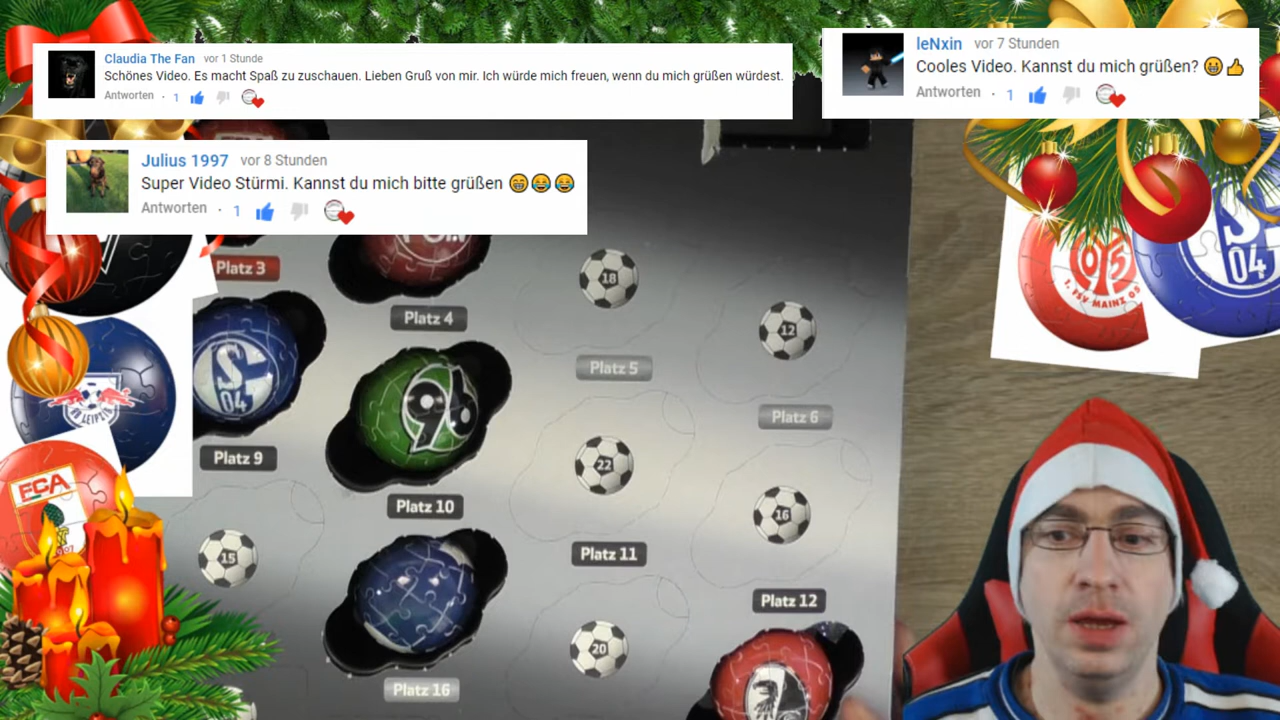 Claudia The Fan vor 1 Stunde
Schönes Video. Es macht Spaß zu zuschauen. Lieben Gruß von mir. Ich würde mich freuen, wenn du mich grüßen würdest.
Antworten · 1
leNxin vor 7 Stunden
Cooles Video. Kannst du mich grüßen? 😀👍
Antworten · 1
Julius 1997 vor 8 Stunden
Super Video Stürmi. Kannst du mich bitte grüßen 😁😂😂
Antworten · 1
Platz 3
Platz 4
18
Platz 5
12
Platz 6
S
04
96
Platz 9
Platz 10
22
Platz 11
16
Platz 12
15
Platz 16
20
RB LEIPZIG
FCA
05
1. FSV MAINZ 05
S
04